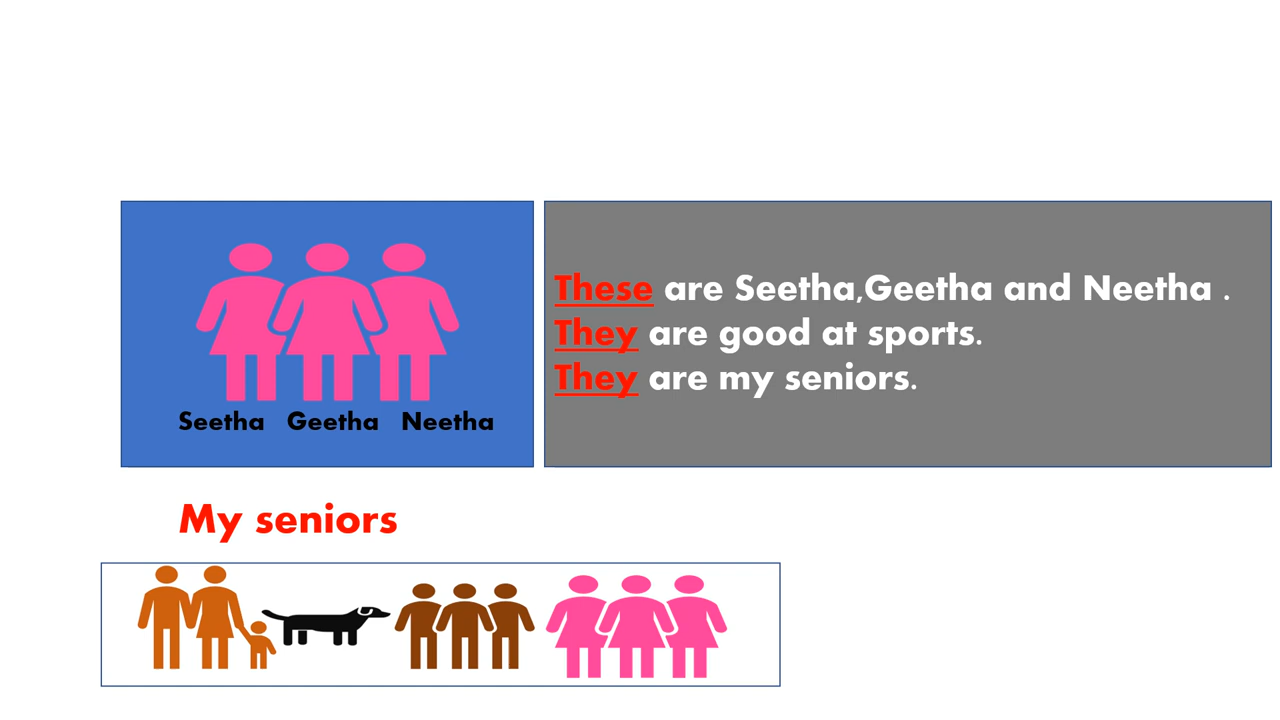 These are Seetha,Geetha and Neetha .
They are good at sports.
They are my seniors.
Seetha Geetha Neetha
My seniors